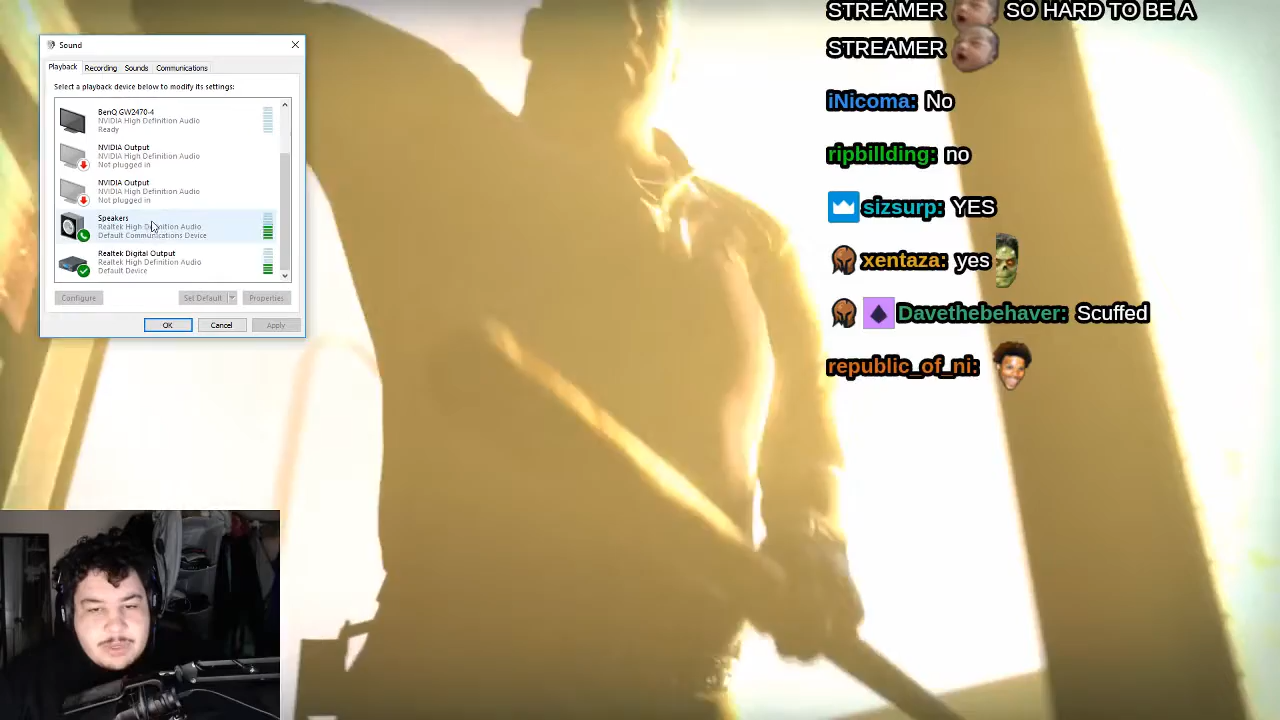 Sound
Playback
Recording
Sounds
Communications
Select a playback device below to modify its settings:
BenQ GW2470-4
NVIDIA High Definition Audio
Ready
NVIDIA Output
NVIDIA High Definition Audio
Not plugged in
NVIDIA Output
NVIDIA High Definition Audio
Not plugged in
Speakers
Realtek High Definition Audio
Default Communications Device
Realtek Digital Output
Realtek High Definition Audio
Default Device
Configure
Set Default
Properties
OK
Cancel
Apply
STREAMER SO HARD TO BE A
STREAMER
iNicoma: No
ripbillding: no
sizsurp: YES
xentaza: yes
Davethebehaver: Scuffed
republic_of_ni: